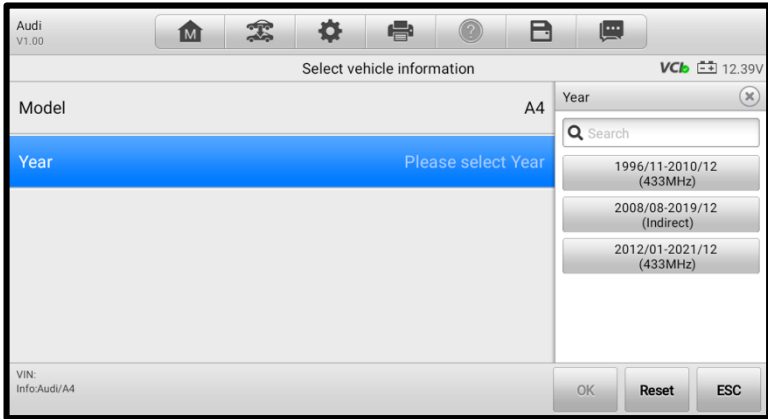 Audi
V1.00
M
?
Select vehicle information
VCI
12.39V
Model
A4
Year
Please select Year
Year
Search
1996/11-2010/12
(433MHz)
2008/08-2019/12
(Indirect)
2012/01-2021/12
(433MHz)
VIN:
Info:Audi/A4
OK
Reset
ESC